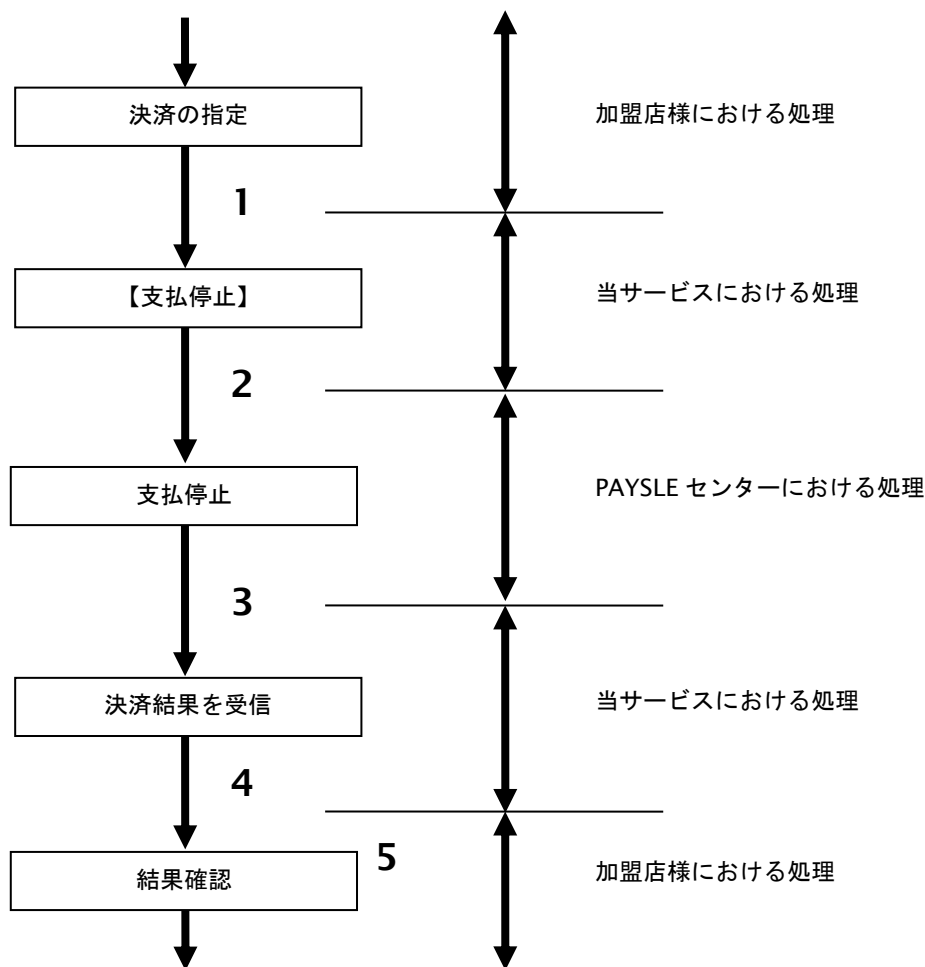 決済の指定
加盟店様における処理
1
【支払停止】
当サービスにおける処理
2
支払停止
PAYSLE センターにおける処理
3
決済結果を受信
当サービスにおける処理
4
5
結果確認
加盟店様における処理